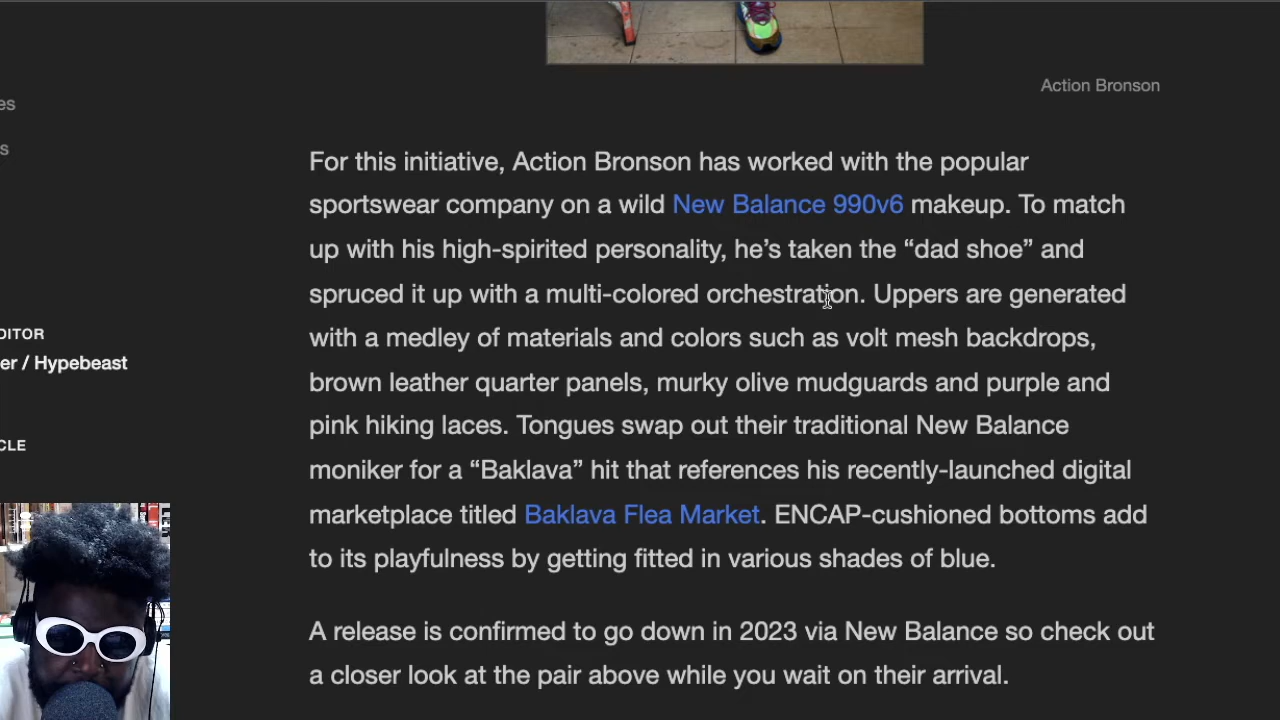 Action Bronson
es
s
For this initiative, Action Bronson has worked with the popular
sportswear company on a wild New Balance 990v6 makeup. To match
up with his high-spirited personality, he’s taken the “dad shoe” and
spruced it up with a multi-colored orchestration. Uppers are generated
with a medley of materials and colors such as volt mesh backdrops,
brown leather quarter panels, murky olive mudguards and purple and
pink hiking laces. Tongues swap out their traditional New Balance
moniker for a “Baklava” hit that references his recently-launched digital
marketplace titled Baklava Flea Market. ENCAP-cushioned bottoms add
to its playfulness by getting fitted in various shades of blue.
A release is confirmed to go down in 2023 via New Balance so check out
a closer look at the pair above while you wait on their arrival.
DITOR
er / Hypebeast
CLE